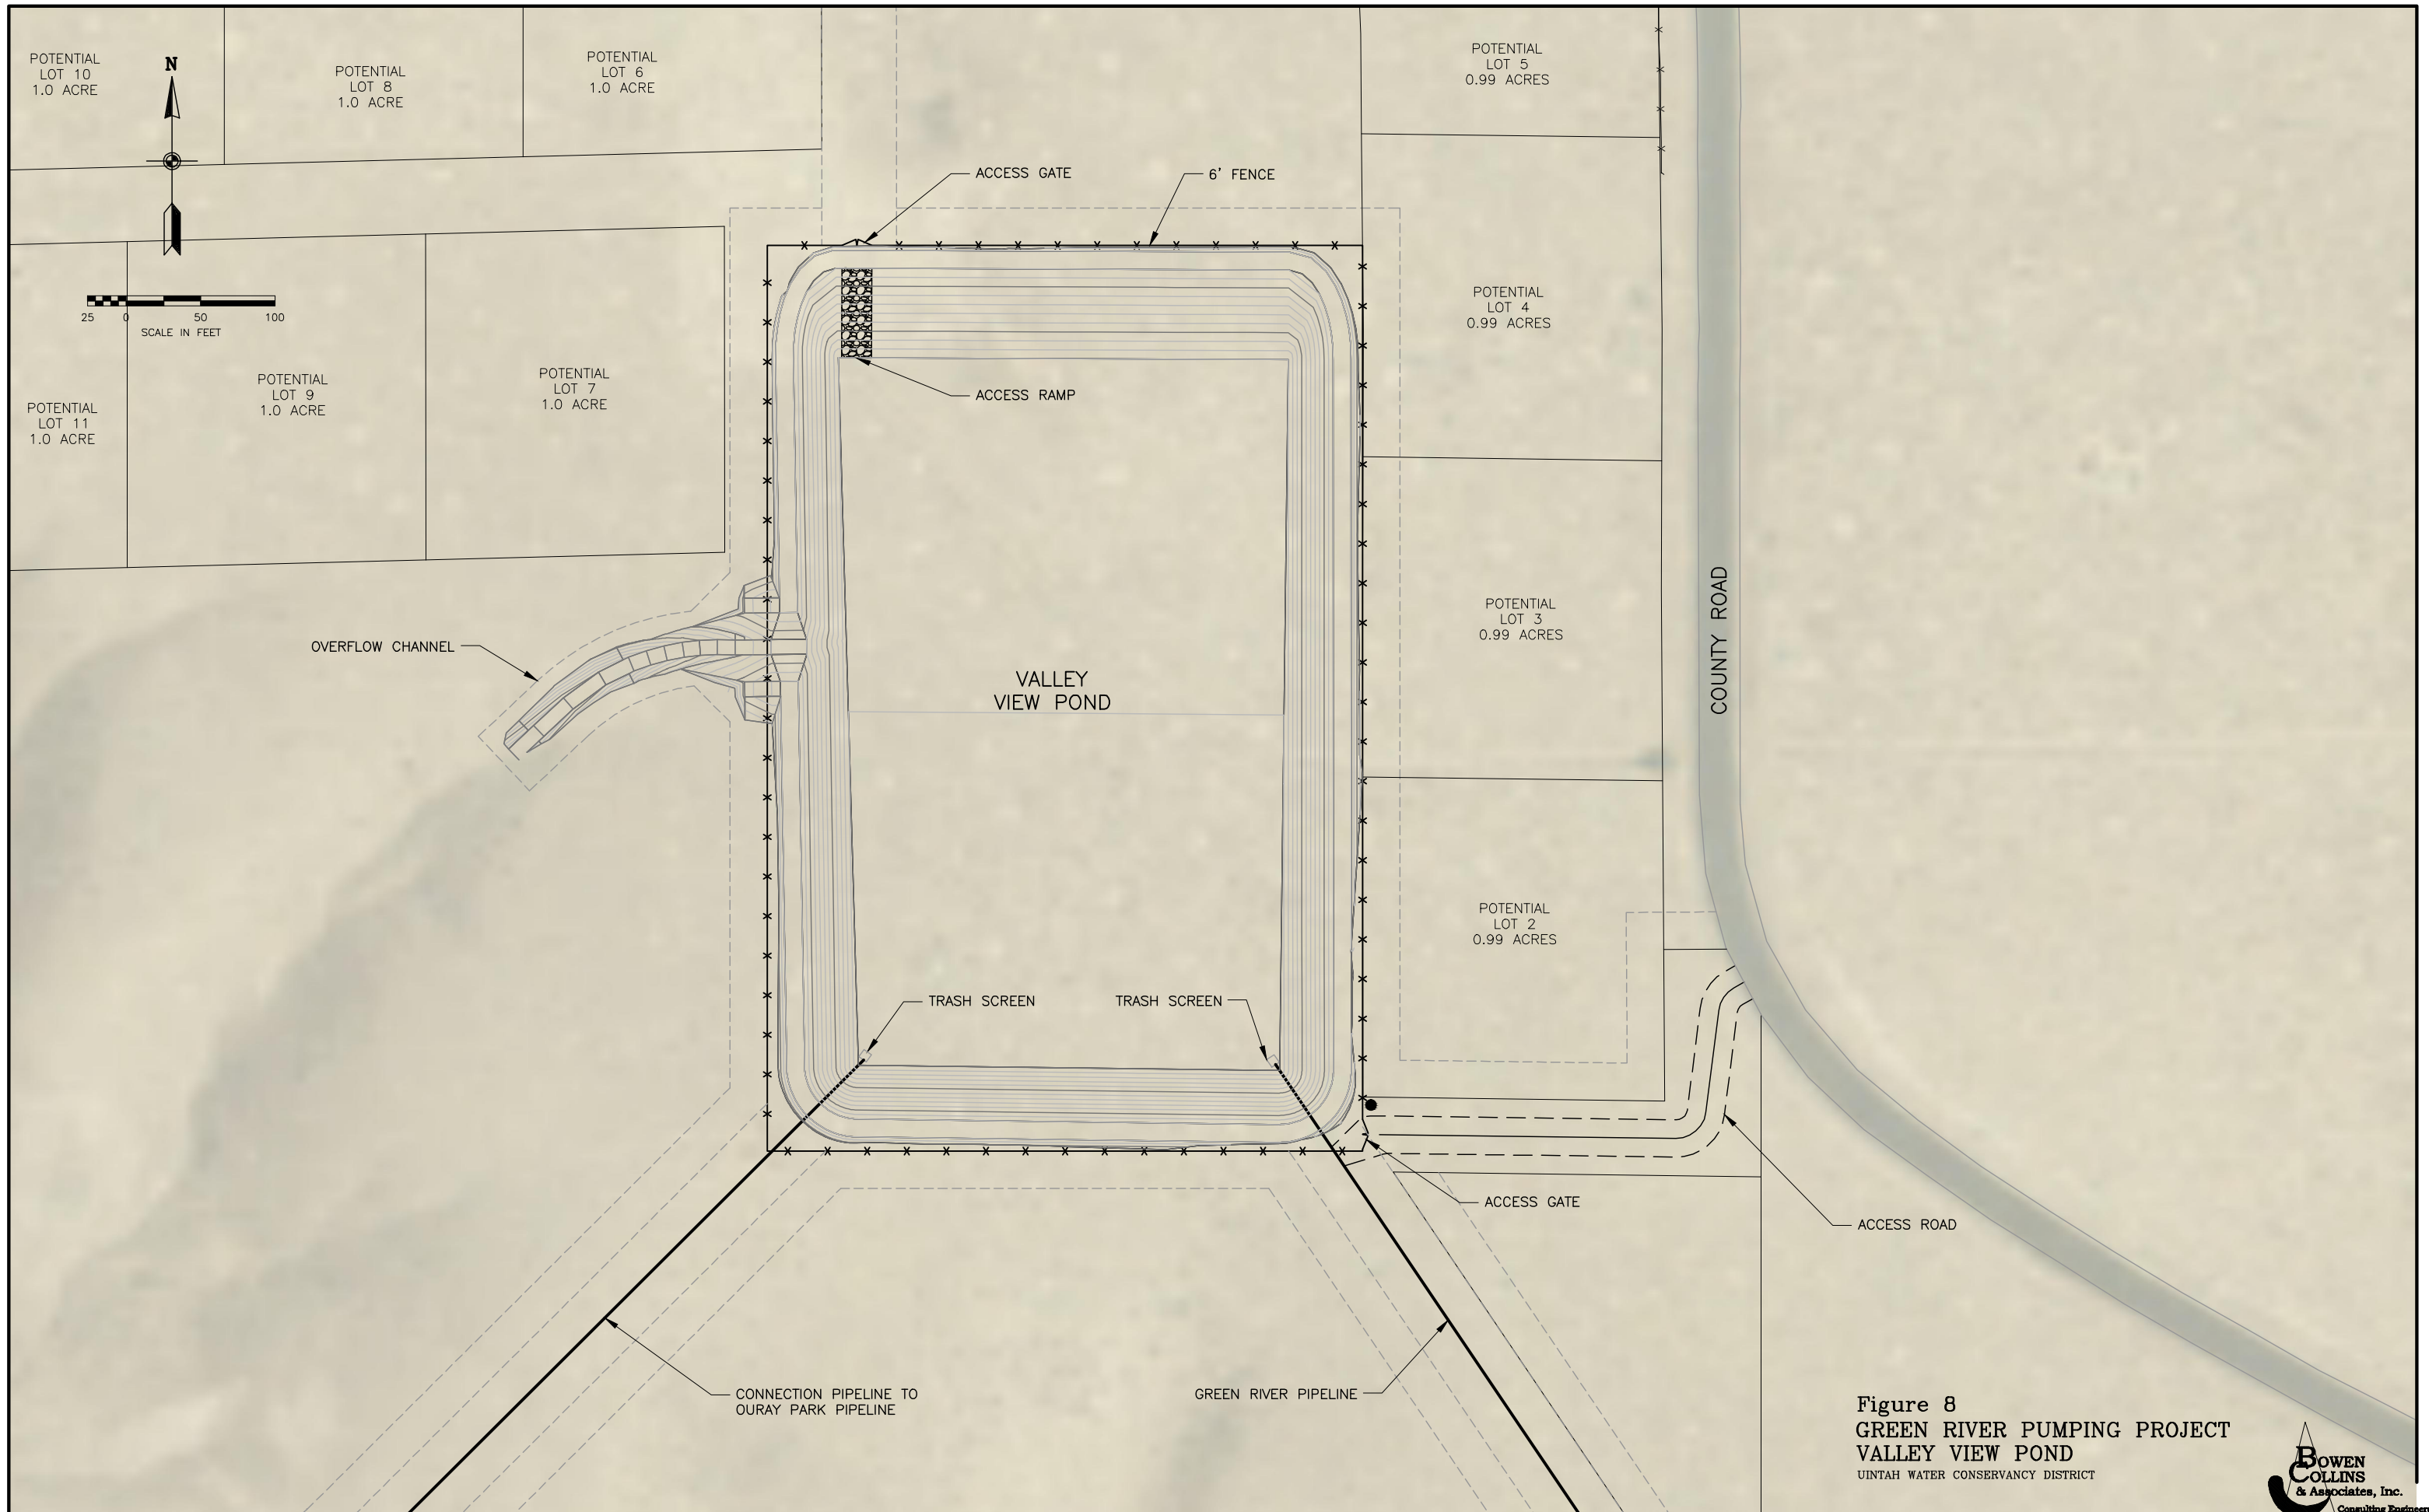 POTENTIAL
LOT 10
1.0 ACRE
N
POTENTIAL
LOT 8
1.0 ACRE
POTENTIAL
LOT 6
1.0 ACRE
POTENTIAL
LOT 5
0.99 ACRES
ACCESS GATE
6' FENCE
POTENTIAL
LOT 4
0.99 ACRES
25 0 50 100
SCALE IN FEET
POTENTIAL
LOT 11
1.0 ACRE
POTENTIAL
LOT 9
1.0 ACRE
POTENTIAL
LOT 7
1.0 ACRE
ACCESS RAMP
OVERFLOW CHANNEL
VALLEY
VIEW POND
POTENTIAL
LOT 3
0.99 ACRES
COUNTY ROAD
POTENTIAL
LOT 2
0.99 ACRES
TRASH SCREEN
TRASH SCREEN
ACCESS GATE
ACCESS ROAD
CONNECTION PIPELINE TO
OURAY PARK PIPELINE
GREEN RIVER PIPELINE
Figure 8
GREEN RIVER PUMPING PROJECT
VALLEY VIEW POND
UINTAH WATER CONSERVANCY DISTRICT
BOWEN
COLLINS
& Associates, Inc.
Consulting Engineer